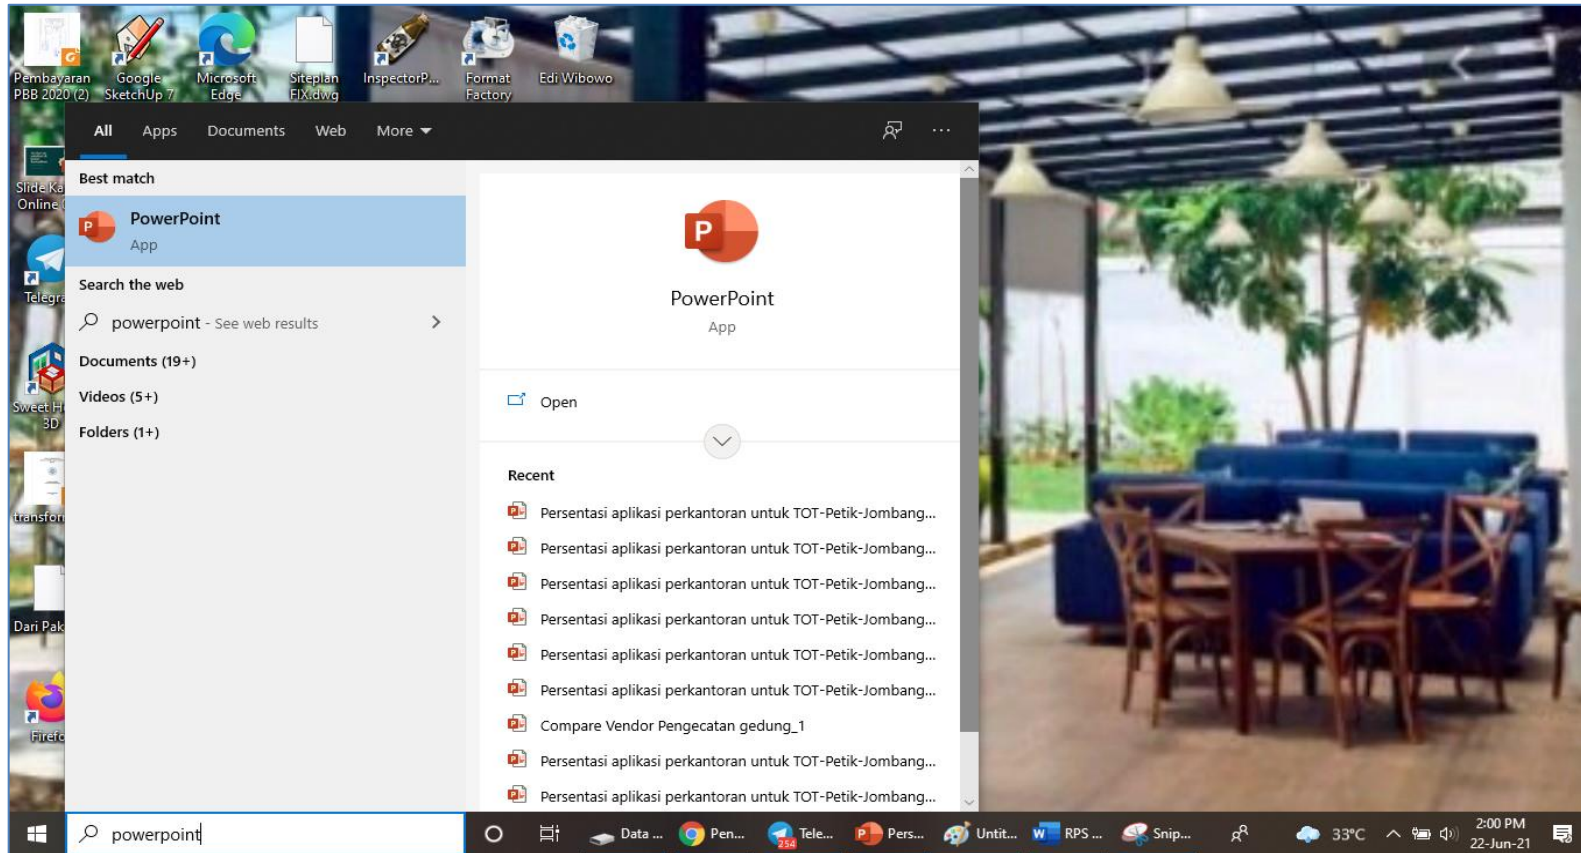 Pembayaran
PBB 2020 (2)
Google
SketchUp 7
Microsoft
Edge
Siteplan
FIX.dwg
InspectorP...
Format
Factory
Edi Wibowo
All Apps Documents Web More
Best match
PowerPoint
App
Search the web
powerpoint - See web results
Documents (19+)
Videos (5+)
Folders (1+)
Slide Ka
Online
Telegra
Sweet H
3D
transfor
Dari Pak
Firefo
PowerPoint
App
Open
Recent
Persentasi aplikasi perkantoran untuk TOT-Petik-Jombang...
Persentasi aplikasi perkantoran untuk TOT-Petik-Jombang...
Persentasi aplikasi perkantoran untuk TOT-Petik-Jombang...
Persentasi aplikasi perkantoran untuk TOT-Petik-Jombang...
Persentasi aplikasi perkantoran untuk TOT-Petik-Jombang...
Persentasi aplikasi perkantoran untuk TOT-Petik-Jombang...
Compare Vendor Pengecatan gedung_1
Persentasi aplikasi perkantoran untuk TOT-Petik-Jombang...
Persentasi aplikasi perkantoran untuk TOT-Petik-Jombang...
powerpoint
Data ... Pen... 254 Tele... Pers... Untit... RPS ... Snip... 33°C
2:00 PM
22-Jun-21